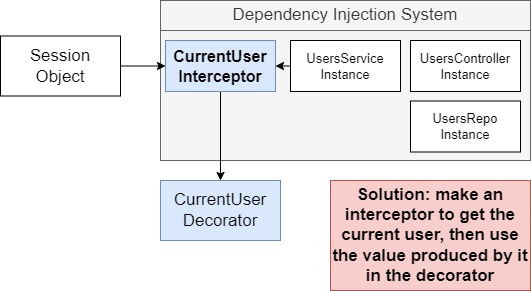 Dependency Injection System
Session
Object
CurrentUser
Interceptor
UsersService
Instance
UsersController
Instance
UsersRepo
Instance
CurrentUser
Decorator
Solution: make an
interceptor to get the
current user, then use
the value produced by it
in the decorator